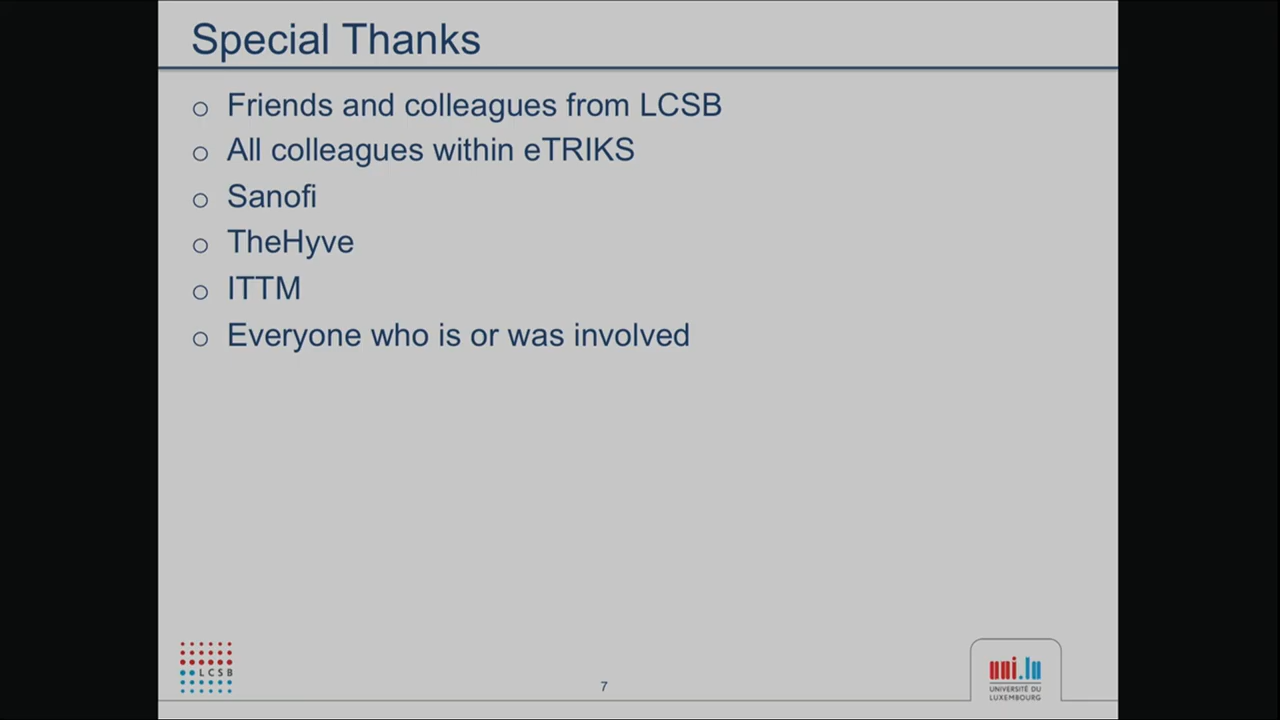 Special Thanks
Friends and colleagues from LCSB
All colleagues within eTRIKS
Sanofi
TheHyve
ITTM
Everyone who is or was involved
LCSB
7
uni.lu
UNIVERSITÉ DU
LUXEMBOURG